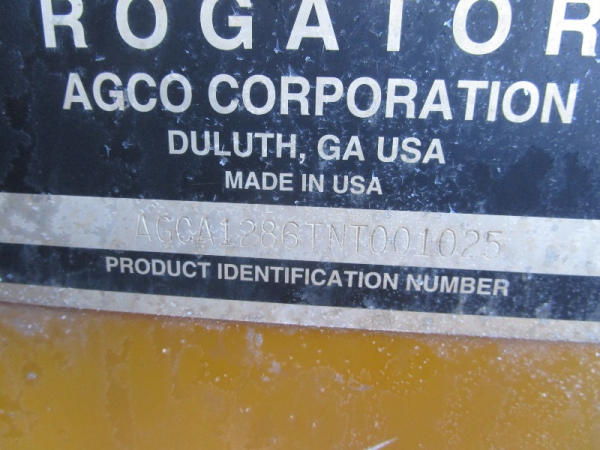 ROGATOR
AGCO CORPORATION
DULUTH, GA USA
MADE IN USA
AGCA1286TNT001025
PRODUCT IDENTIFICATION NUMBER